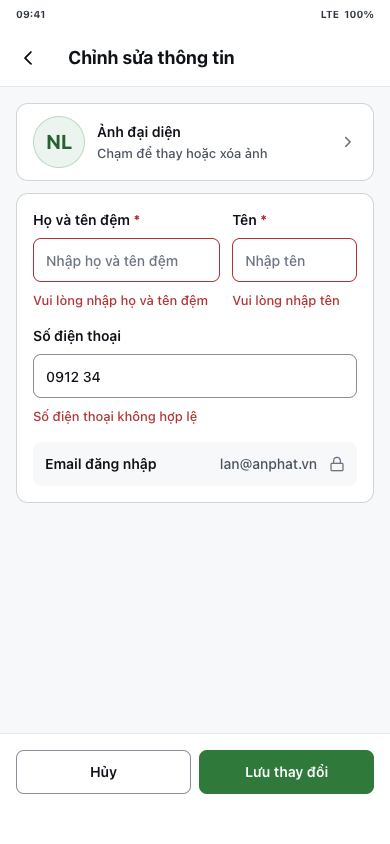 09:41
LTE 100%
Chỉnh sửa thông tin
NL
Ảnh đại diện
Chạm để thay hoặc xóa ảnh
Họ và tên đệm *
Tên *
Nhập họ và tên đệm
Nhập tên
Vui lòng nhập họ và tên đệm
Vui lòng nhập tên
Số điện thoại
0912 34
Số điện thoại không hợp lệ
Email đăng nhập
lan@anphat.vn
Hủy
Lưu thay đổi